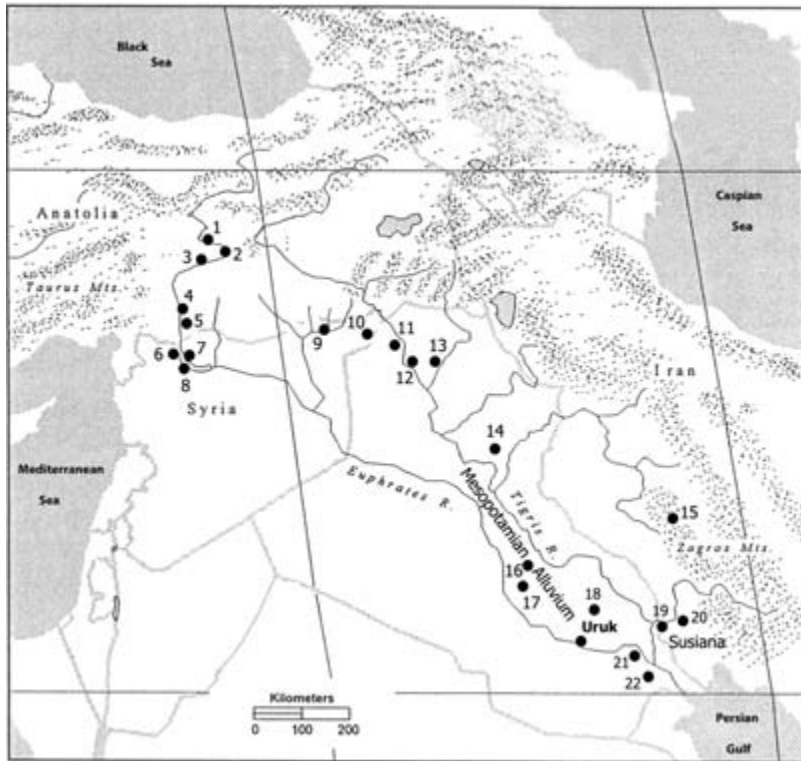 Black
Sea
Caspian
Sea
Anatolia
1
2
3
Taurus Mts.
4
5
6
7
8
9
10
11
12
13
Iran
Syria
14
Mediterranean
Sea
Euphrates R.
Mesopotamian
Alluvium
Tigris R.
15
Zagros Mts.
16
17
18
Uruk
19
20
Susiana
21
22
Kilometers
0 100 200
Persian
Gulf